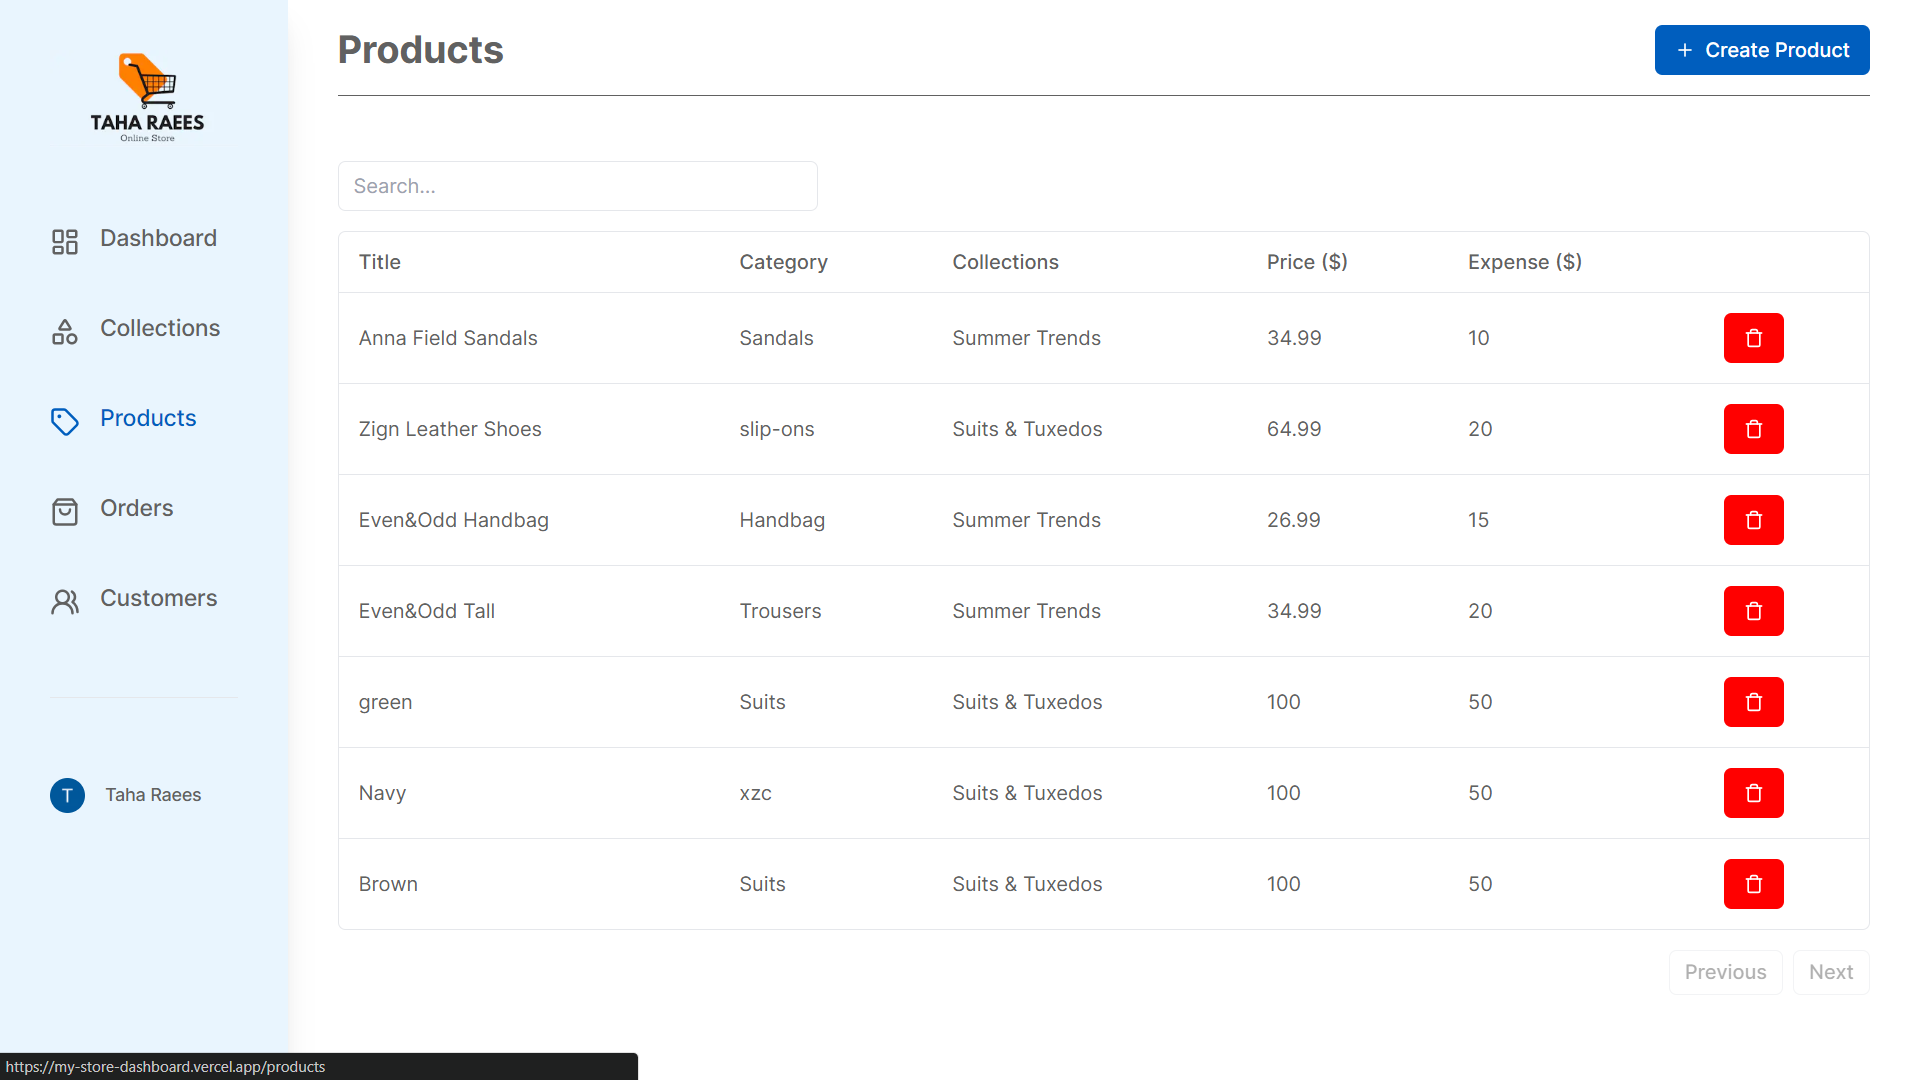 TAHA RAEES
Online Store
Dashboard
Collections
Products
Orders
Customers
T Taha Raees
Products
+ Create Product
Search...
Title Category Collections Price ($) Expense ($)
Anna Field Sandals Sandals Summer Trends 34.99 10
Zign Leather Shoes slip-ons Suits & Tuxedos 64.99 20
Even&Odd Handbag Handbag Summer Trends 26.99 15
Even&Odd Tall Trousers Summer Trends 34.99 20
green Suits Suits & Tuxedos 100 50
Navy xzc Suits & Tuxedos 100 50
Brown Suits Suits & Tuxedos 100 50
Previous Next
https://my-store-dashboard.vercel.app/products